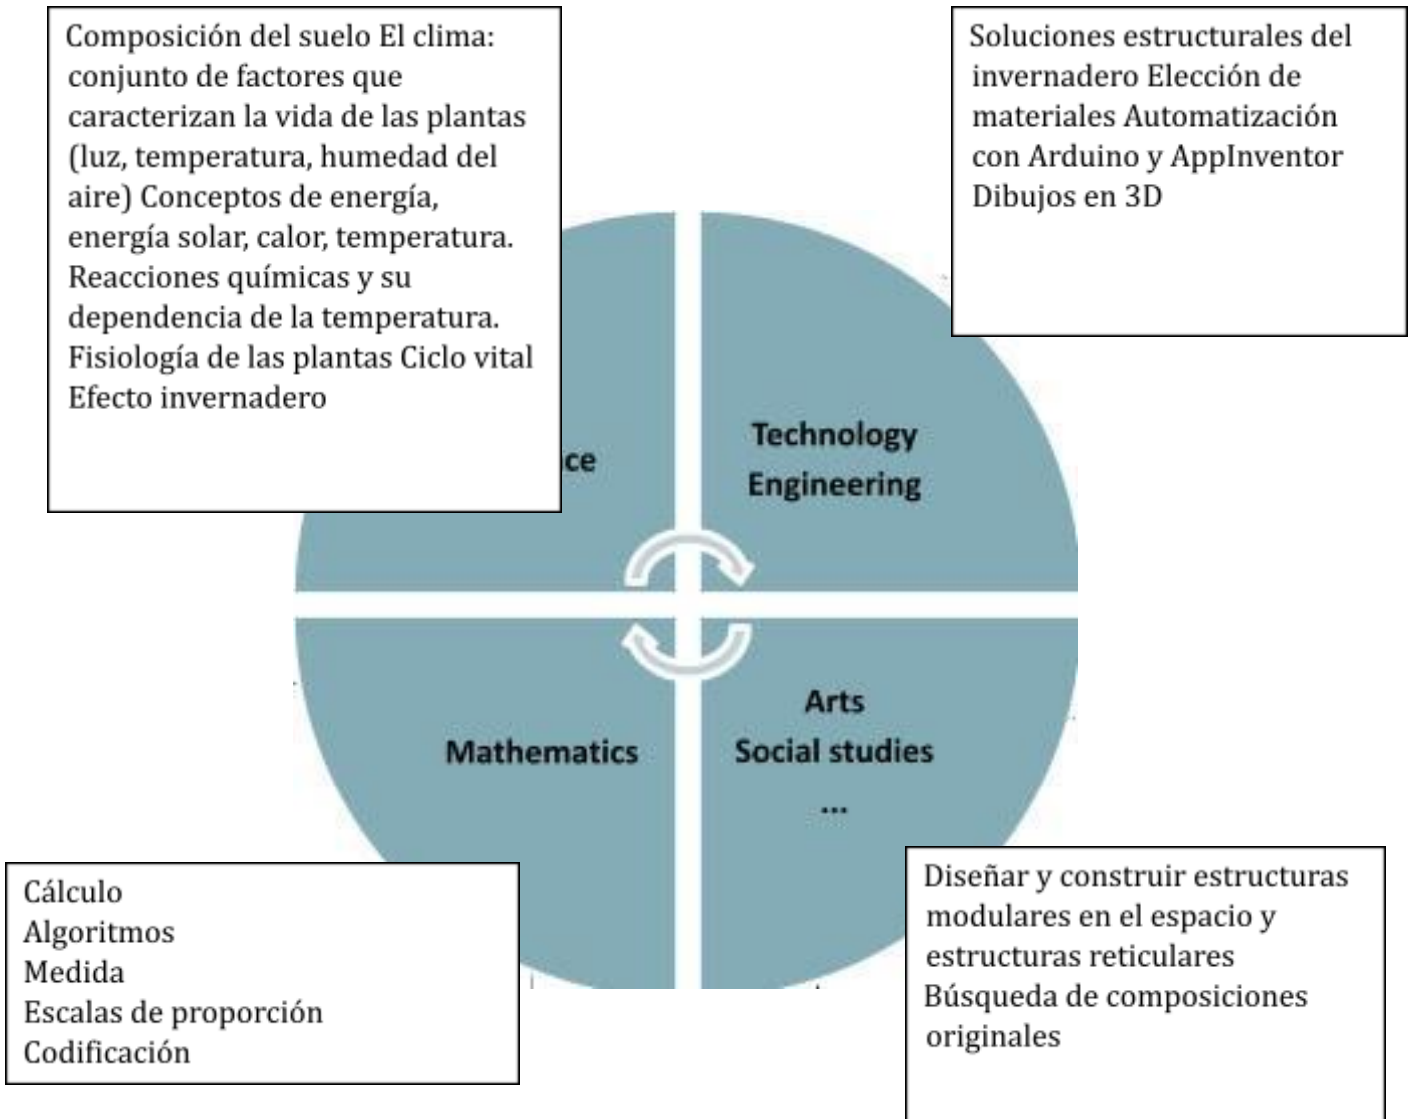 Composición del suelo El clima:
conjunto de factores que
caracterizan la vida de las plantas
(luz, temperatura, humedad del
aire) Conceptos de energía,
energía solar, calor, temperatura.
Reacciones químicas y su
dependencia de la temperatura.
Fisiología de las plantas Ciclo vital
Efecto invernadero
Soluciones estructurales del
invernadero Elección de
materiales Automatización
con Arduino y AppInventor
Dibujos en 3D
ce
Technology
Engineering
Mathematics
Arts
Social studies
...
Cálculo
Algoritmos
Medida
Escalas de proporción
Codificación
Diseñar y construir estructuras
modulares en el espacio y
estructuras reticulares
Búsqueda de composiciones
originales